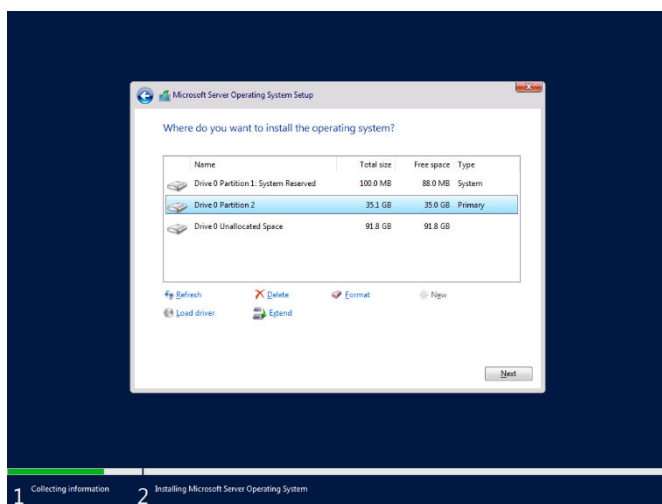 Microsoft Server Operating System Setup
Where do you want to install the operating system?
Name Total size Free space Type
Drive 0 Partition 1: System Reserved 100.0 MB 88.0 MB System
Drive 0 Partition 2 35.1 GB 35.0 GB Primary
Drive 0 Unallocated Space 91.8 GB 91.8 GB
Refresh Delete Format New
Load driver Extend
Next
1 Collecting information 2 Installing Microsoft Server Operating System